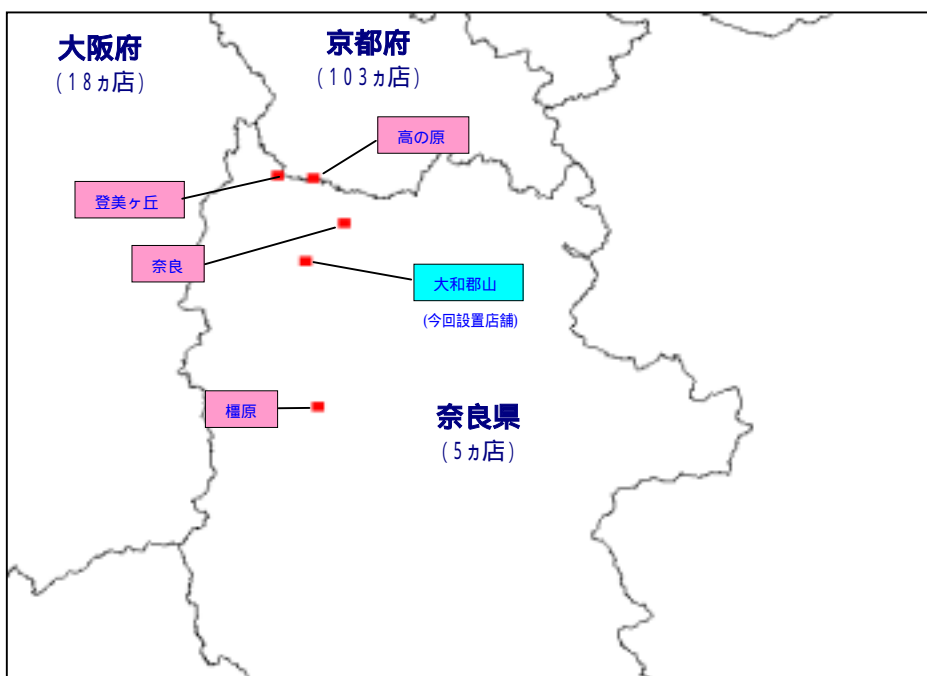 大阪府
(18ヵ店)
京都府
(103ヵ店)
高の原
登美ヶ丘
奈良
大和郡山
(今回設置店舗)
橿原
奈良県
(5ヵ店)